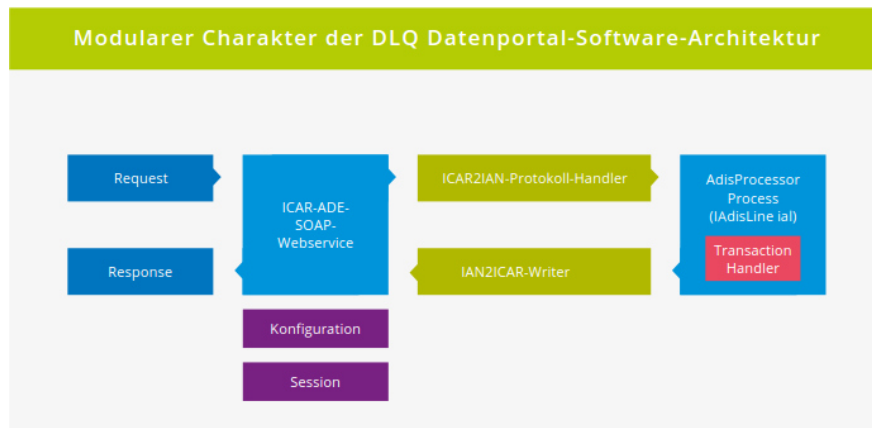 Modularer Charakter der DLQ Datenportal-Software-Architektur
Request
ICAR-ADE-
SOAP-
Webservice
ICAR2IAN-Protokoll-Handler
AdisProcessor
Process
(IAdisLine ial)
Transaction
Handler
Response
IAN2ICAR-Writer
Konfiguration
Session